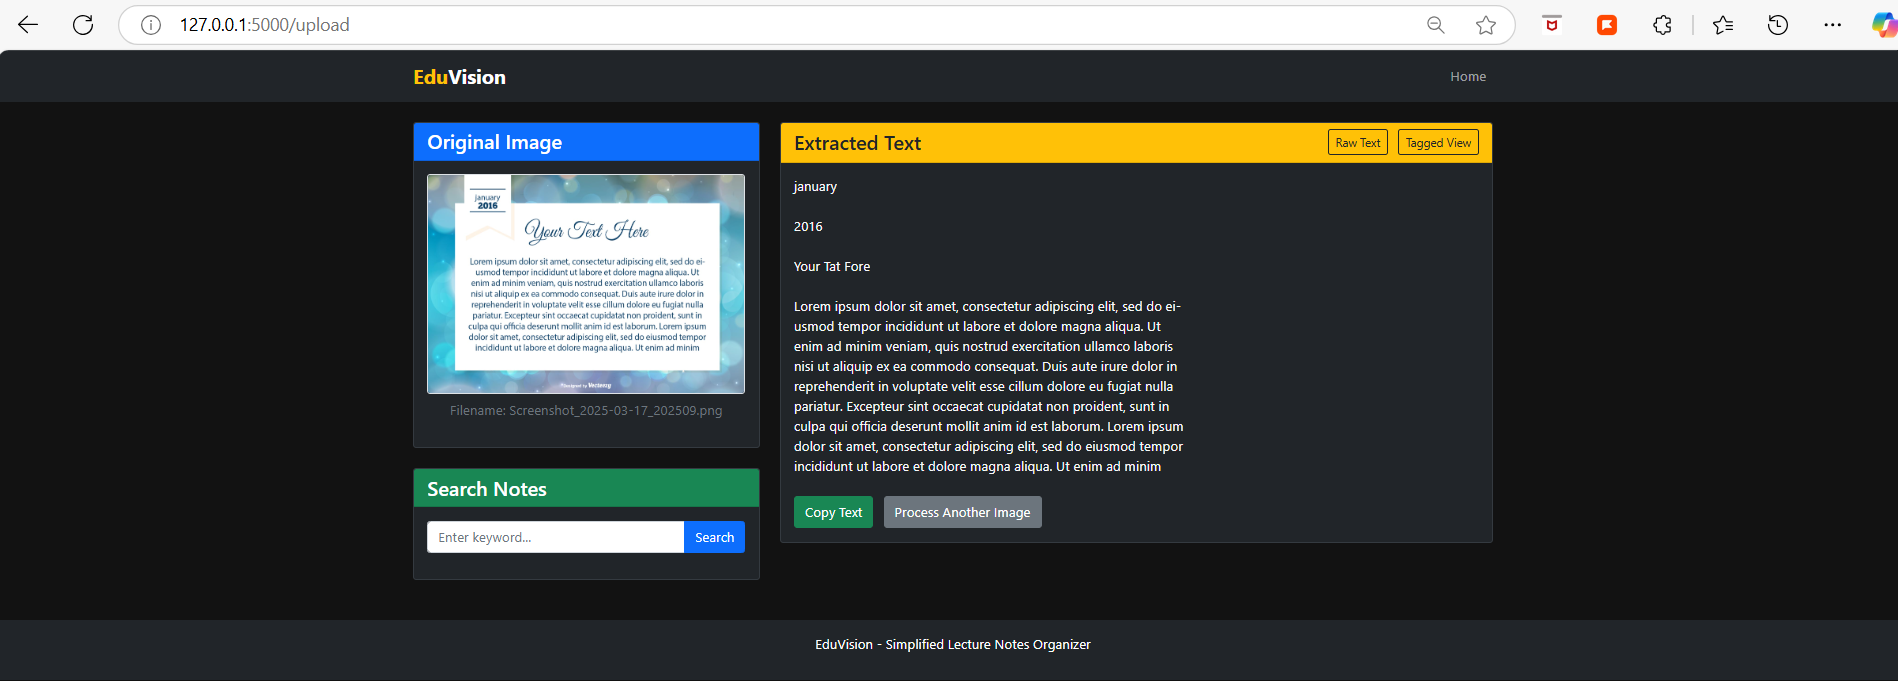 127.0.0.1:5000/upload
EduVision
Home
Original Image
January
2016
Your Text Here
Lorem ipsum dolor sit amet, consectetur adipiscing elit, sed do ei-
usmod tempor incididunt ut labore et dolore magna aliqua. Ut
enim ad minim veniam, quis nostrud exercitation ullamco laboris
nisi ut aliquip ex ea commodo consequat. Duis aute irure dolor in
reprehenderit in voluptate velit esse cillum dolore eu fugiat nulla
pariatur. Excepteur sint occaecat cupidatat non proident, sunt in
culpa qui officia deserunt mollit anim id est laborum. Lorem ipsum
dolor sit amet, consectetur adipiscing elit, sed do eiusmod tempor
incididunt ut labore et dolore magna aliqua. Ut enim ad minim
Designed by Vecteezy
Filename: Screenshot_2025-03-17_202509.png
Search Notes
Enter keyword...
Search
Extracted Text
Raw Text
Tagged View
january
2016
Your Tat Fore
Lorem ipsum dolor sit amet, consectetur adipiscing elit, sed do ei-
usmod tempor incididunt ut labore et dolore magna aliqua. Ut
enim ad minim veniam, quis nostrud exercitation ullamco laboris
nisi ut aliquip ex ea commodo consequat. Duis aute irure dolor in
reprehenderit in voluptate velit esse cillum dolore eu fugiat nulla
pariatur. Excepteur sint occaecat cupidatat non proident, sunt in
culpa qui officia deserunt mollit anim id est laborum. Lorem ipsum
dolor sit amet, consectetur adipiscing elit, sed do eiusmod tempor
incididunt ut labore et dolore magna aliqua. Ut enim ad minim
Copy Text
Process Another Image
EduVision - Simplified Lecture Notes Organizer